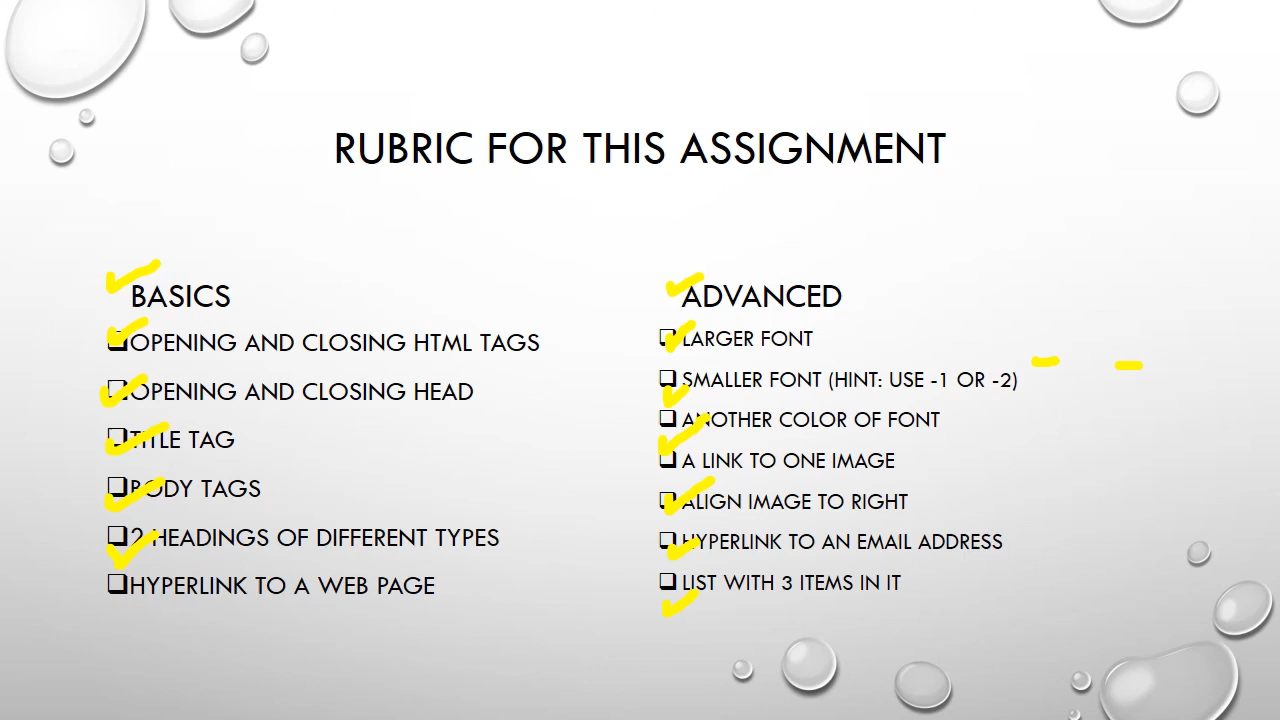 RUBRIC FOR THIS ASSIGNMENT
BASICS
OPENING AND CLOSING HTML TAGS
OPENING AND CLOSING HEAD
TITLE TAG
BODY TAGS
2 HEADINGS OF DIFFERENT TYPES
HYPERLINK TO A WEB PAGE
ADVANCED
LARGER FONT
SMALLER FONT (HINT: USE -1 OR -2)
ANOTHER COLOR OF FONT
A LINK TO ONE IMAGE
ALIGN IMAGE TO RIGHT
HYPERLINK TO AN EMAIL ADDRESS
LIST WITH 3 ITEMS IN IT